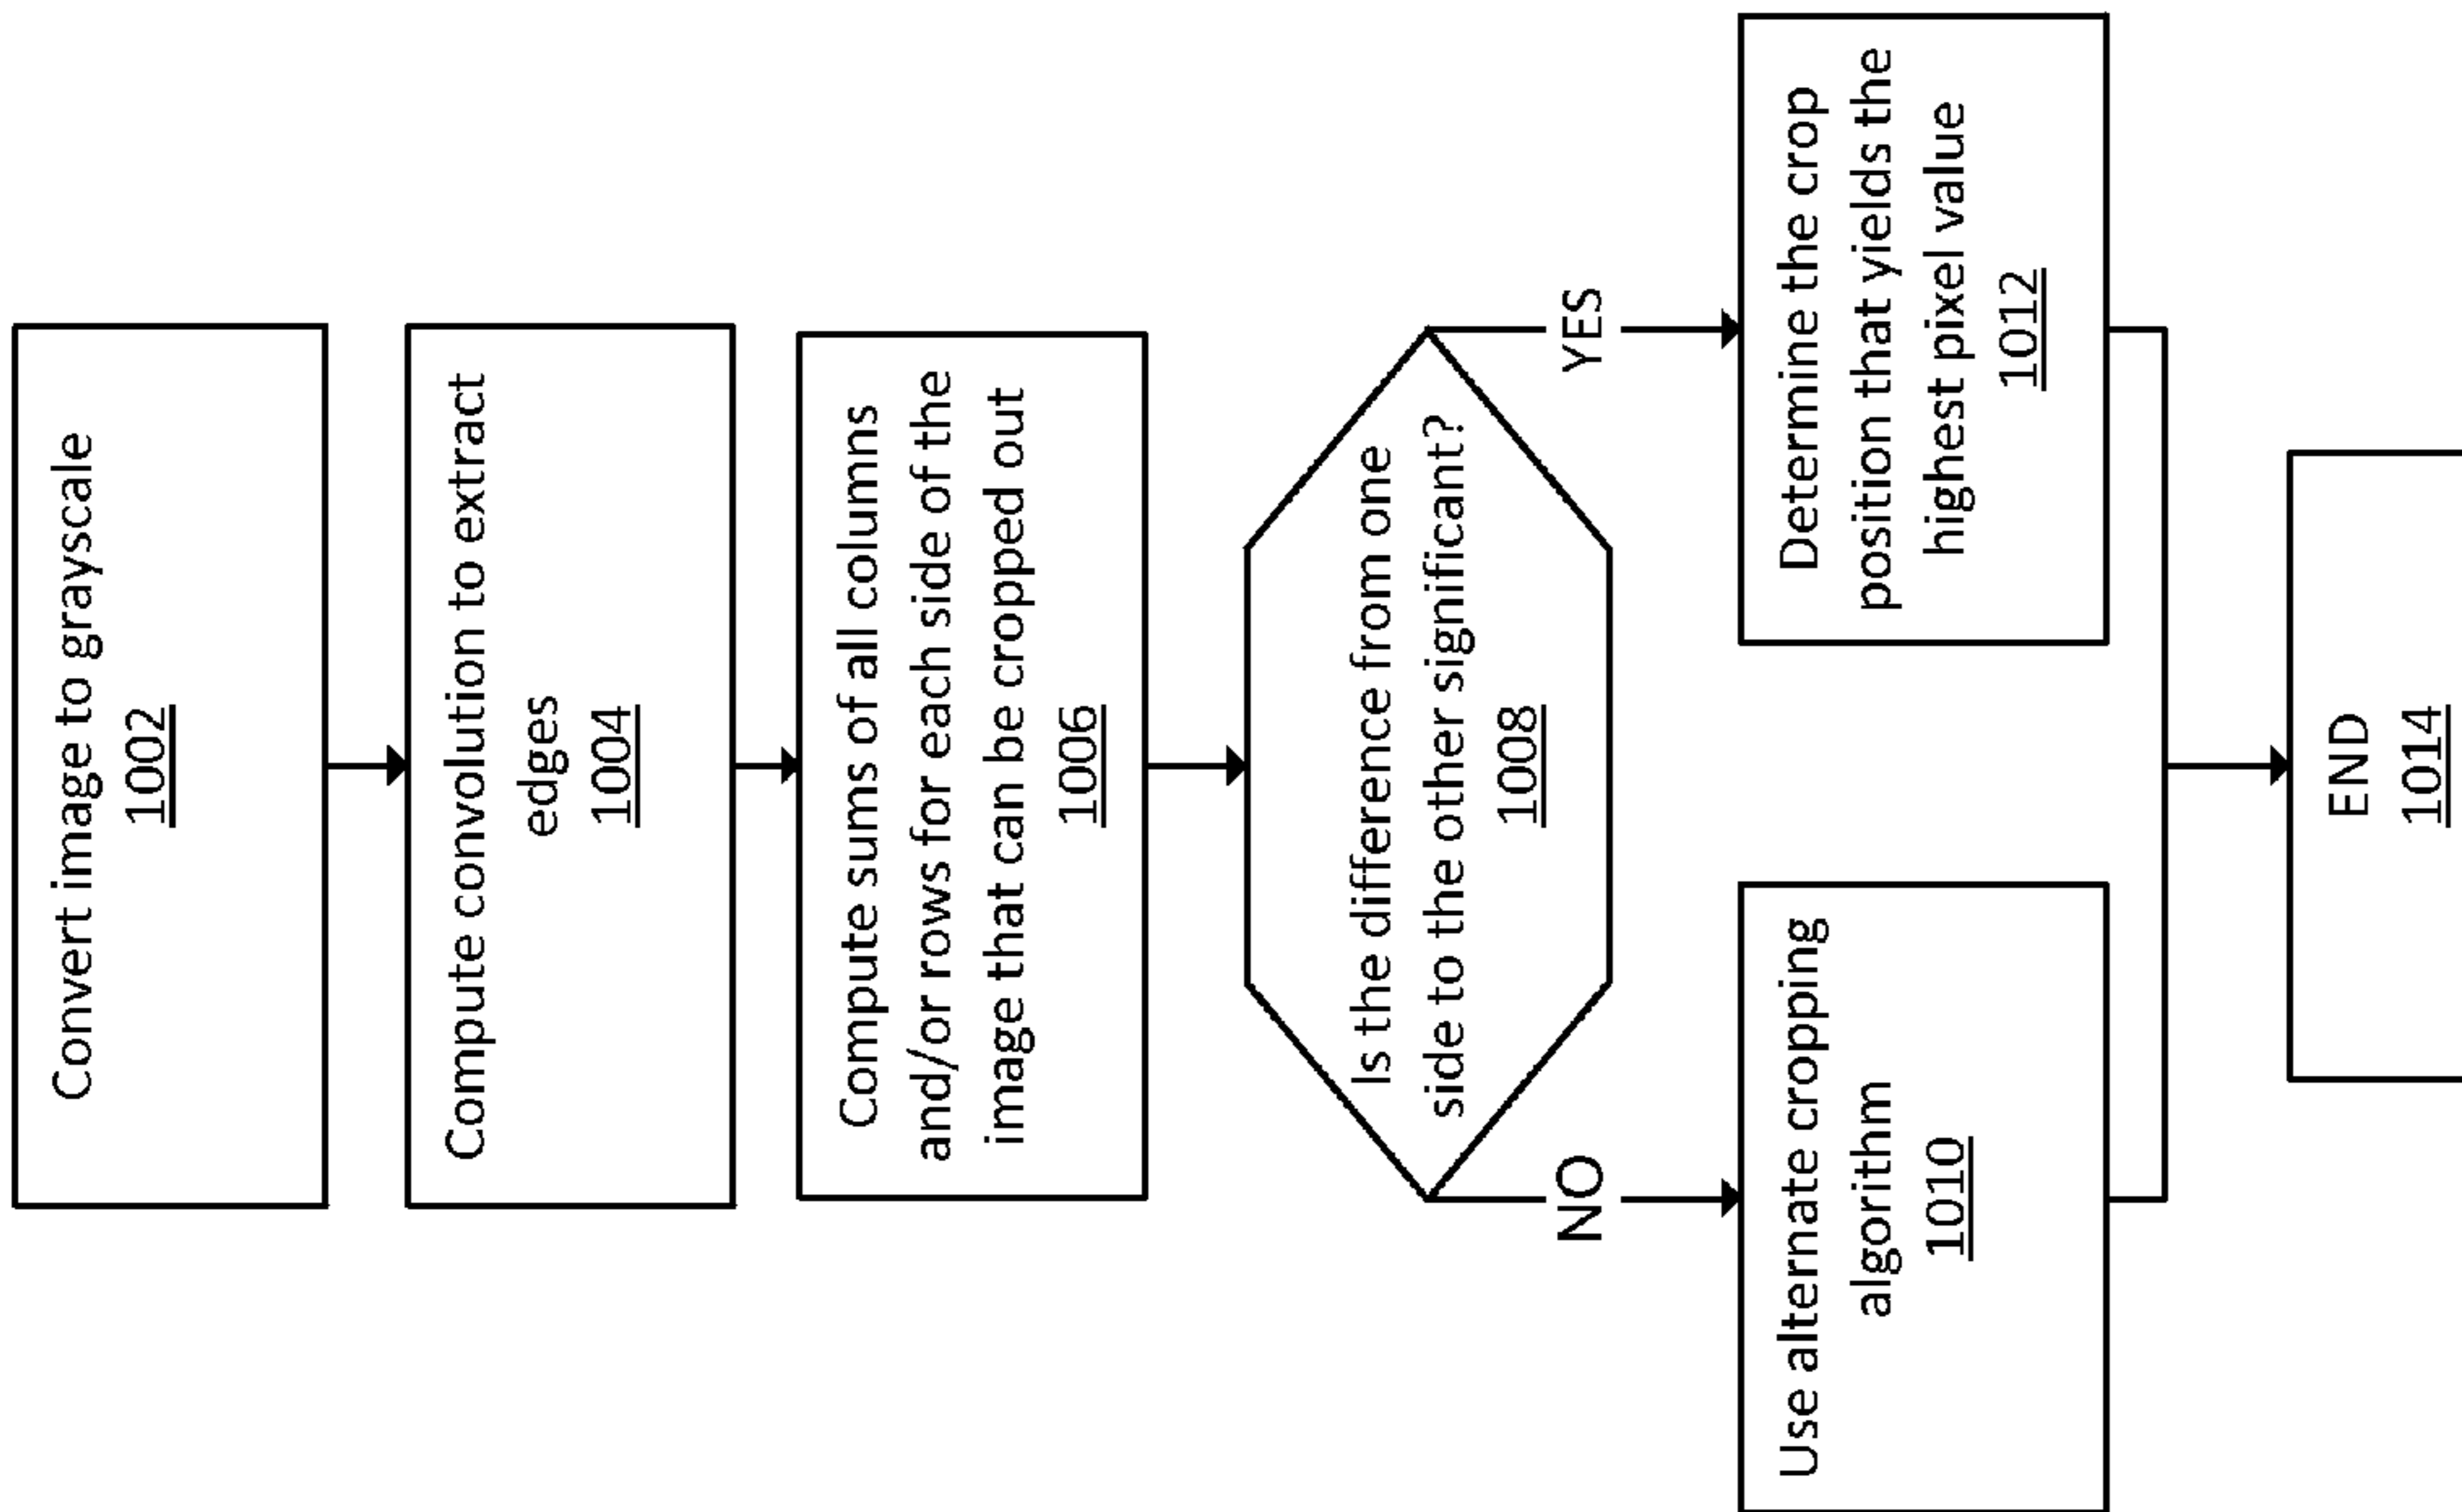 Convert image to grayscale
1002
Compute convolution to extract
edges
1004
Compute sums of all columns
and/or rows for each side of the
image that can be cropped out
1006
Is the difference from one
side to the other significant?
1008
NO
YES
Use alternate cropping
algorithm
1010
Determine the crop
position that yields the
highest pixel value
1012
END
1014